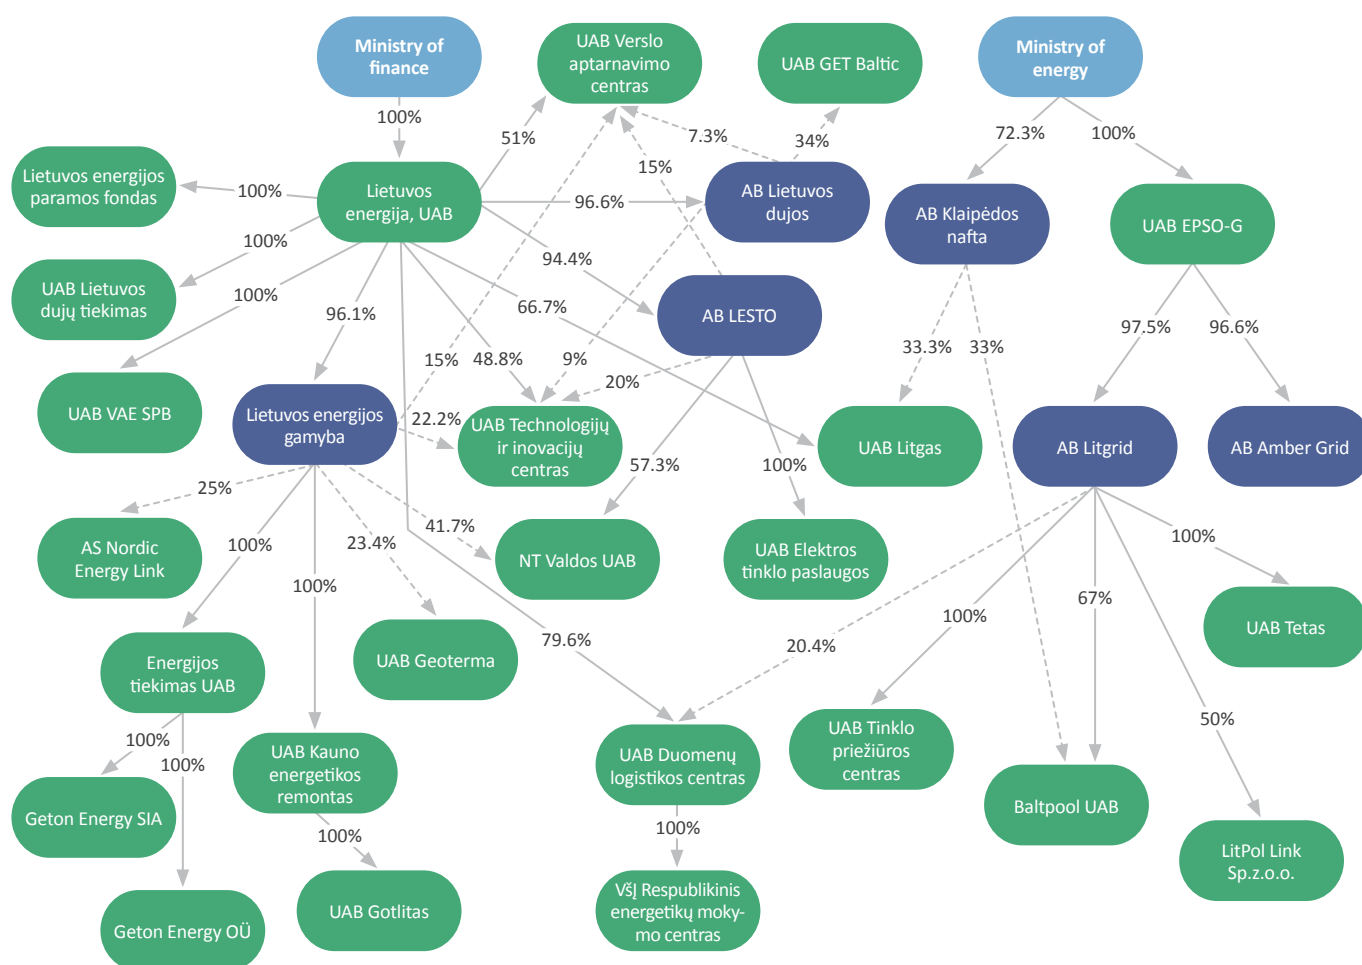 Ministry of
finance
UAB Verslo
aptarnavimo
centras
UAB GET Baltic
Ministry of
energy
100%
51%
7.3%
34%
72.3%
100%
15%
Lietuvos energijos
paramos fondas
100%
Lietuvos
energija, UAB
96.6%
AB Lietuvos
dujos
AB Klaipėdos
nafta
UAB EPSO-G
100%
94.4%
UAB Lietuvos
dujų tiekimas
100%
96.1%
66.7%
AB LESTO
97.5%
96.6%
15%
48.8%
9%
20%
33.3%
33%
UAB VAE SPB
Lietuvos energijos
gamyba
22.2%
UAB Technologijų
ir inovacijų
centras
UAB Litgas
AB Litgrid
AB Amber Grid
57.3%
100%
25%
41.7%
AS Nordic
Energy Link
100%
23.4%
NT Valdos UAB
UAB Elektros
tinklo paslaugos
100%
100%
67%
100%
UAB Tetas
79.6%
20.4%
Energijos
tiekimas UAB
UAB Geoterma
50%
100%
100%
UAB Kauno
energetikos
remontas
UAB Duomenų
logistikos centras
UAB Tinklo
priežiūros
centras
Baltpool UAB
Geton Energy SIA
100%
100%
LitPol Link
Sp.z.o.o.
Geton Energy OÜ
UAB Gotlitas
VšĮ Respublikinis
energetikų moky-
mo centras